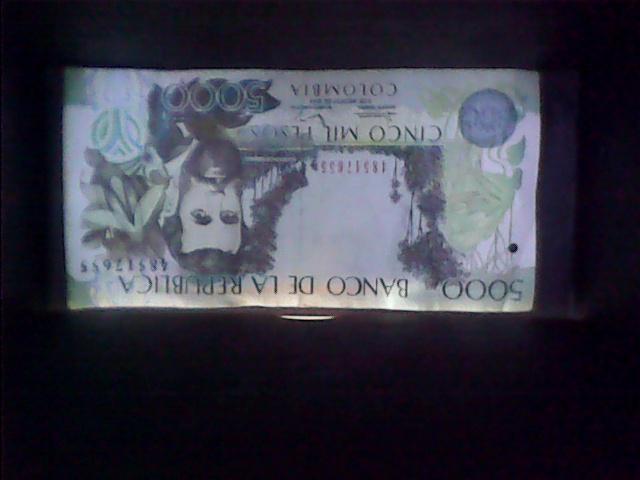 5000 BANCO DE LA REPUBLICA
48517655
48517655
CINCO MIL PESOS
COLOMBIA
5000